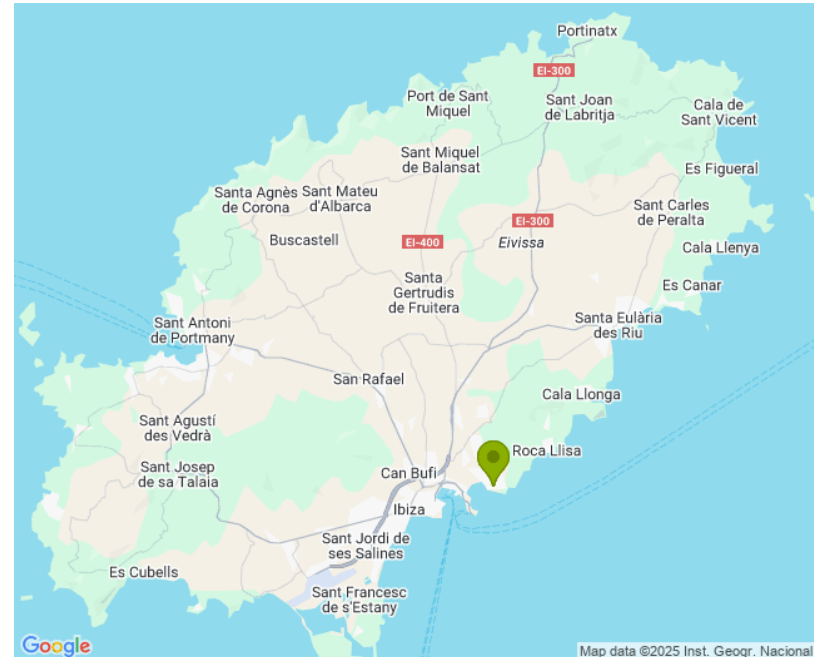 Portinatx
EI-300
Port de Sant
Miquel
Sant Joan
de Labritja
Cala de
Sant Vicent
Sant Miquel
de Balansat
Es Figueral
Santa Agnès
de Corona
Sant Mateu
d'Albarca
Sant Carles
de Peralta
EI-300
Buscastell
EI-400
Eivissa
Cala Llenya
Santa
Gertrudis
de Fruitera
Es Canar
Sant Antoni
de Portmany
Santa Eulària
des Riu
San Rafael
Cala Llonga
Sant Agustí
des Vedrà
Roca Llisa
Sant Josep
de sa Talaia
Can Bufi
Ibiza
Sant Jordi de
ses Salines
Es Cubells
Sant Francesc
de s'Estany
Google
Map data ©2025 Inst. Geogr. Nacional